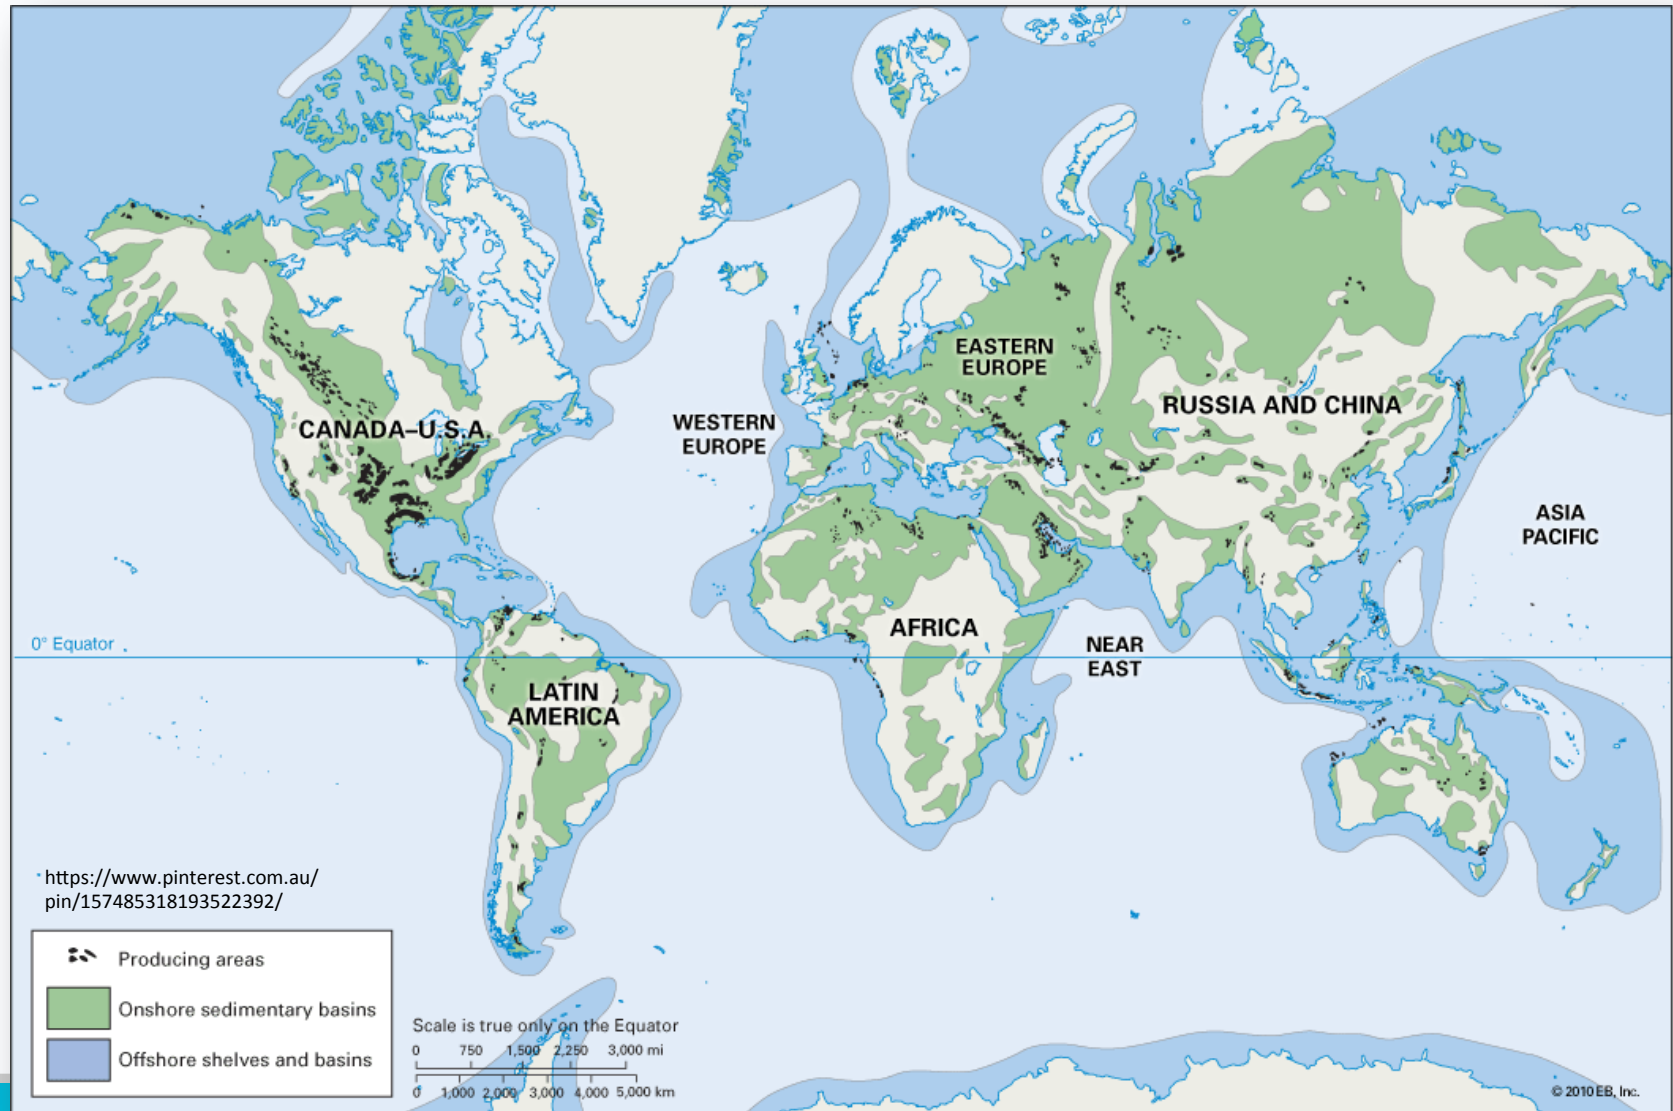 EASTERN
EUROPE
RUSSIA AND CHINA
CANADA–U.S.A.
WESTERN
EUROPE
ASIA
PACIFIC
AFRICA
0° Equator
NEAR
EAST
LATIN
AMERICA
https://www.pinterest.com.au/
pin/157485318193522392/
Producing areas
Onshore sedimentary basins
Offshore shelves and basins
Scale is true only on the Equator
0 750 1,500 2,250 3,000 mi
0 1,000 2,000 3,000 4,000 5,000 km
© 2010 EB, Inc.